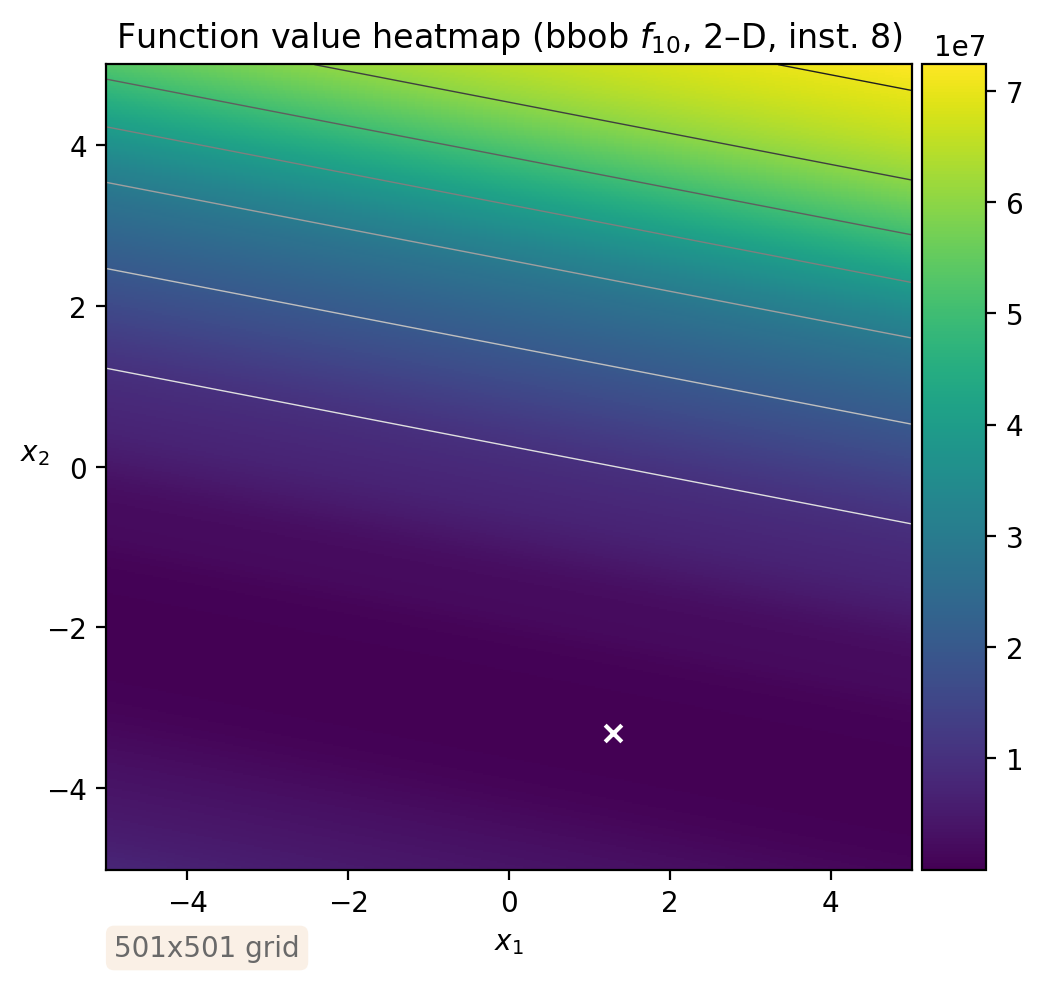 Function value heatmap (bbob f₁₀, 2–D, inst. 8)
1e7
7
6
5
4
3
2
1
4
2
0
−2
−4
x₂
−4 −2 0 2 4
x₁
501x501 grid